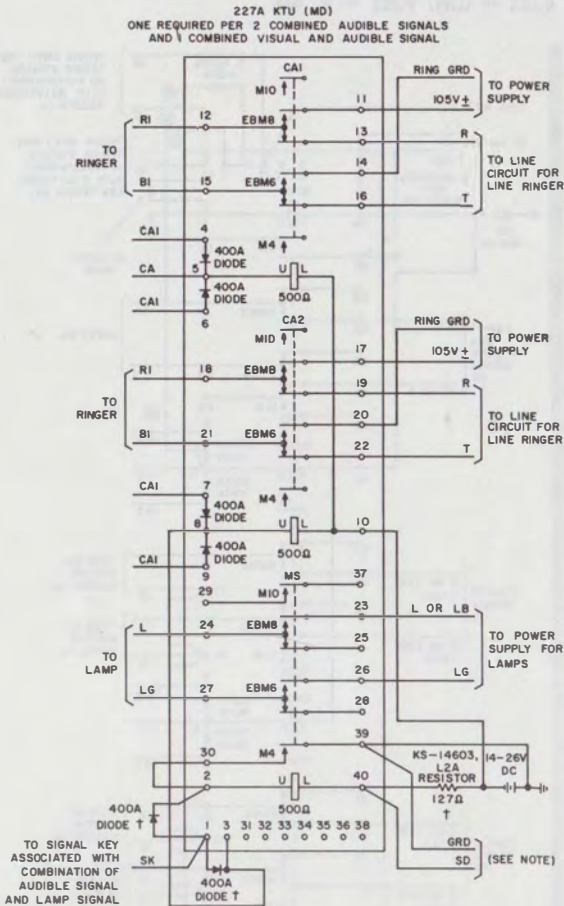 227A KTU (MD)
ONE REQUIRED PER 2 COMBINED AUDIBLE SIGNALS
AND 1 COMBINED VISUAL AND AUDIBLE SIGNAL
CA1
M10
RING GRD
TO POWER
SUPPLY
11
105V±
R1
12
EBM8
13
R
TO
RINGER
14
TO LINE
CIRCUIT FOR
LINE RINGER
B1
15
EBM6
16
T
CA1
4
M4
400A
DIODE
CA
5
U
L
400A
DIODE
500Ω
CA1
6
CA2
RING GRD
TO POWER
SUPPLY
M1D
17
105V±
R1
18
EBM8
19
R
TO
RINGER
20
TO LINE
CIRCUIT FOR
LINE RINGER
B1
21
EBM6
22
T
CA1
7
M4
400A
DIODE
8
U
L
10
400A
DIODE
500Ω
CA1
9
MS
37
29
M10
23
L OR LB
L
24
EBM8
25
TO POWER
SUPPLY FOR
LAMPS
TO
LAMP
26
LG
LG
27
EBM6
28
39
30
M4
KS-14603,
L2A
RESISTOR
14-26V
DC
2
U
L
40
500Ω
127Ω
†
400A
DIODE †
1
3
31
32
33
34
35
36
38
GRD
TO SIGNAL KEY
ASSOCIATED WITH
COMBINATION OF
AUDIBLE SIGNAL
AND LAMP SIGNAL
SK
SD
(SEE NOTE)
400A
DIODE †